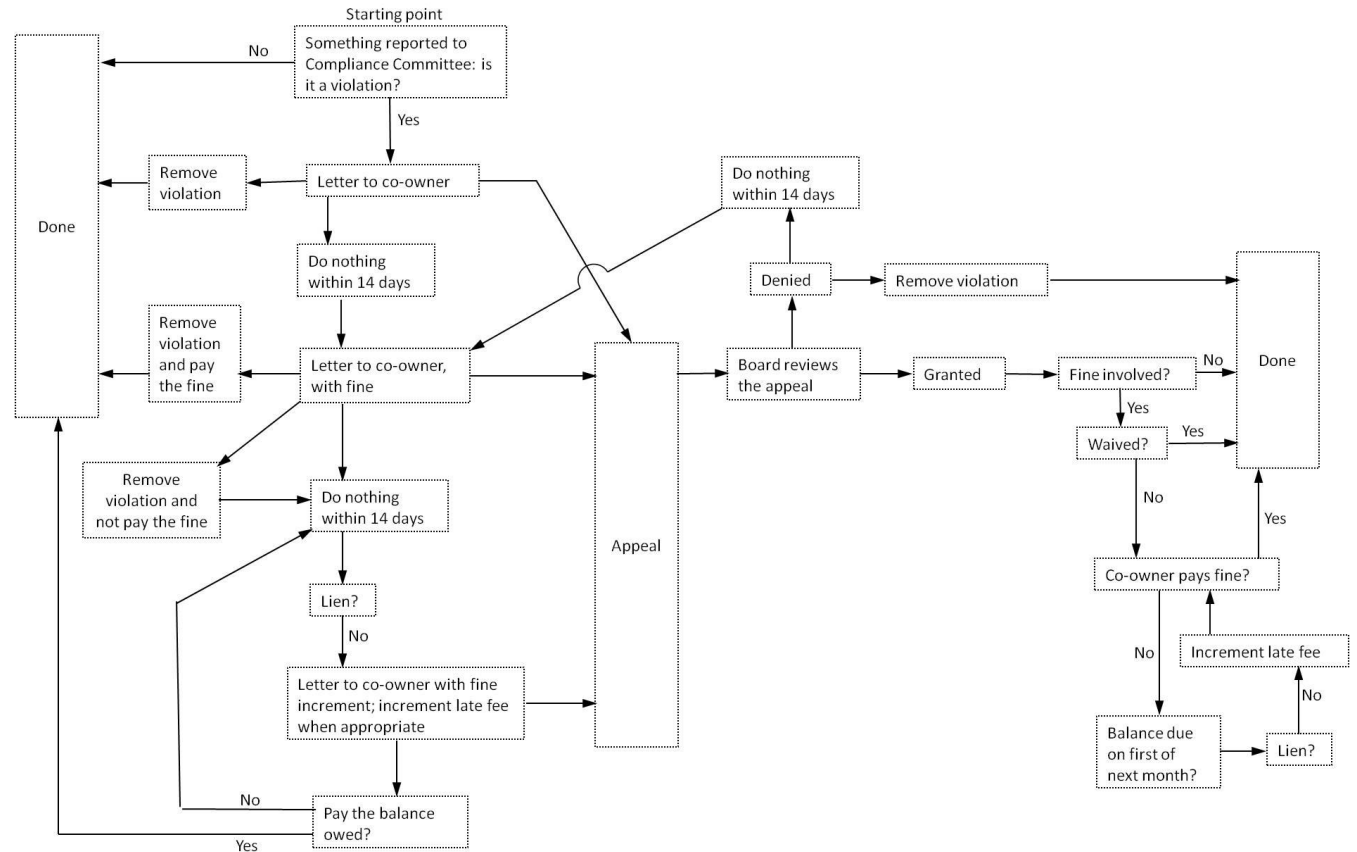 Starting point
Something reported to
Compliance Committee: is
it a violation?
No
Yes
Done
Remove
violation
Letter to co-owner
Do nothing
within 14 days
Do nothing
within 14 days
Denied
Remove violation
Remove
violation
and pay
the fine
Letter to co-owner,
with fine
Board reviews
the appeal
Granted
Fine involved?
No
Done
Yes
Waived?
Yes
Remove
violation and
not pay the fine
Do nothing
within 14 days
No
Yes
Appeal
Lien?
No
Co-owner pays fine?
No
Increment late fee
No
Letter to co-owner with fine
increment; increment late fee
when appropriate
Balance due
on first of
next month?
Lien?
No
Pay the balance
owed?
Yes